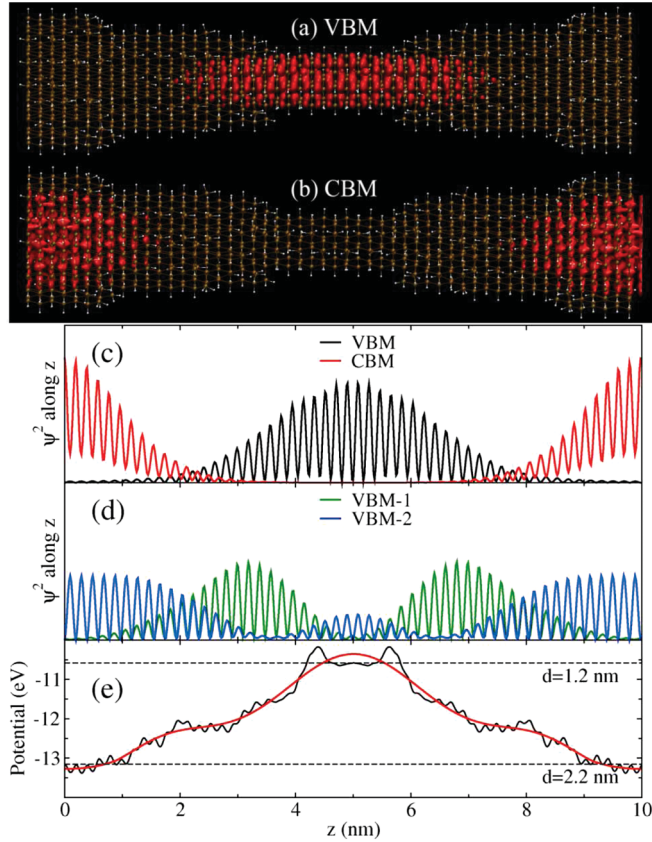 (a) VBM
(b) CBM
(c)
VBM
CBM
ψ² along z
(d)
VBM-1
VBM-2
ψ² along z
(e)
d=1.2 nm
d=2.2 nm
Potential (eV)
-11
-12
-13
0 2 4 6 8 10
z (nm)